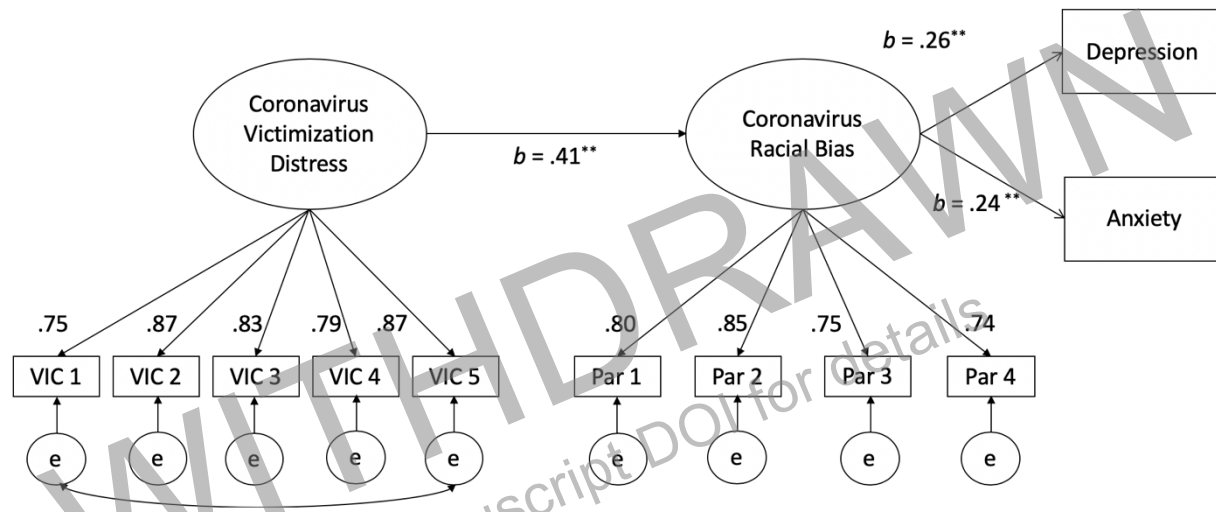 b = .26**
Depression
Coronavirus
Victimization
Distress
Coronavirus
Racial Bias
b = .41**
b = .24 **
Anxiety
.75 .87 .83 .79 .87 .80 .85 .75 .74
VIC 1 VIC 2 VIC 3 VIC 4 VIC 5 Par 1 Par 2 Par 3 Par 4
e e e e e e e e e
WITHDRAWN
DOI for details